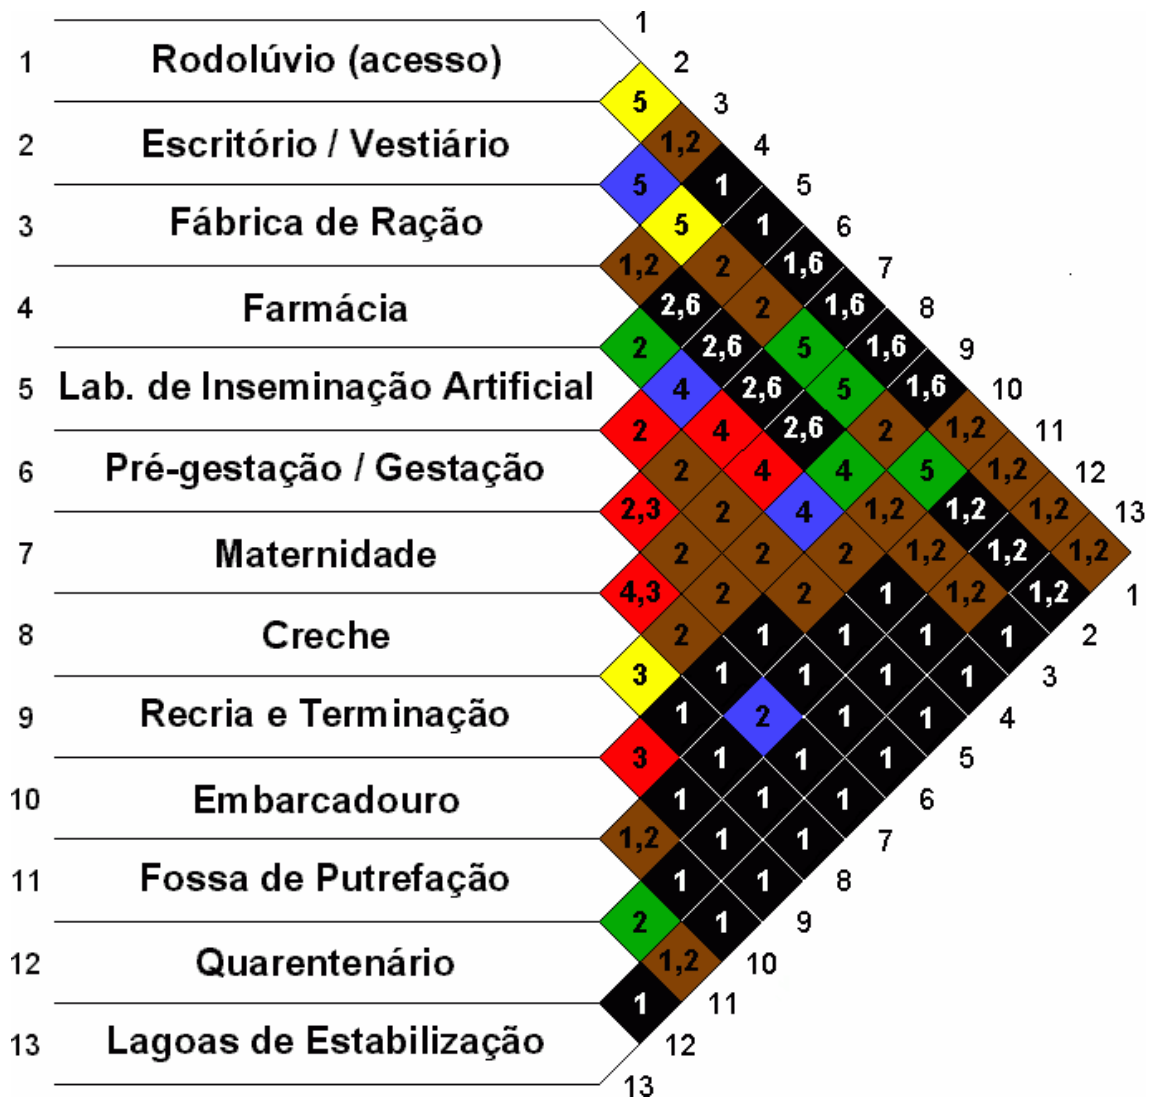 1
1 Rodolúvio (acesso) 2
5 3
2 Escritório / Vestiário 1,2 4
5 1 5
3 Fábrica de Ração 5 1 6
1,2 2 1,6 7
4 Farmácia 2,6 2 1,6 8
2 2,6 5 1,6 9
5 Lab. de Inseminação Artificial 4 2,6 5 1,6 10
2 4 2,6 2 1,2 11
6 Pré-gestação / Gestação 2 4 4 5 1,2 12
2,3 2 4 1,2 1,2 1,2 13
7 Maternidade 2 2 2 1,2 1,2 1,2
4,3 2 2 1 1,2 1,2 1
8 Creche 2 1 1 1 1 2
3 1 1 1 1 3
9 Recria e Terminação 1 2 1 1 4
3 1 1 1 5
10 Embarcadouro 1 1 1 6
1,2 1 1 7
11 Fossa de Putrefação 1 1 8
2 1 9
12 Quarentenário 1,2 10
1 11
13 Lagoas de Estabilização 12
13